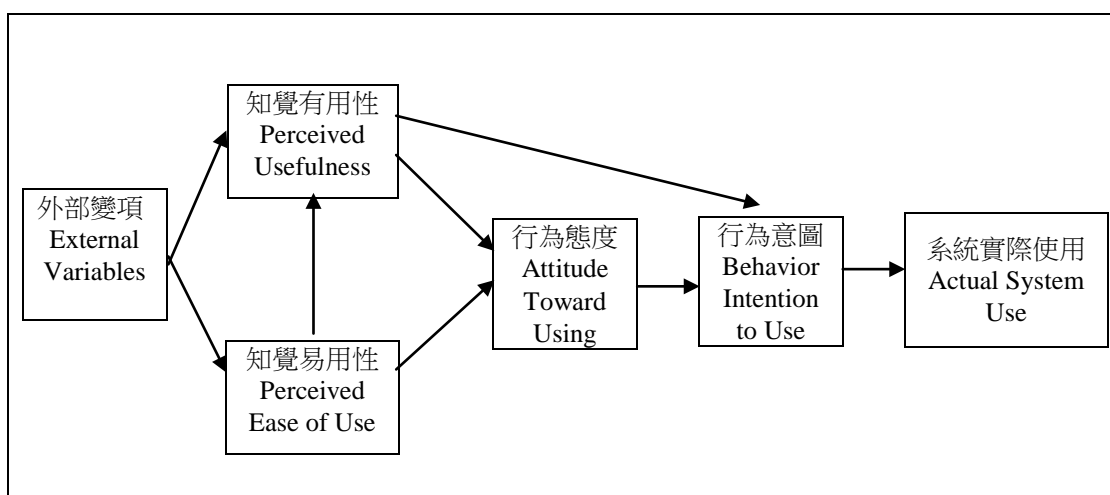 知覺有用性
Perceived
Usefulness
外部變項
External
Variables
知覺易用性
Perceived
Ease of Use
行為態度
Attitude
Toward
Using
行為意圖
Behavior
Intention
to Use
系統實際使用
Actual System
Use